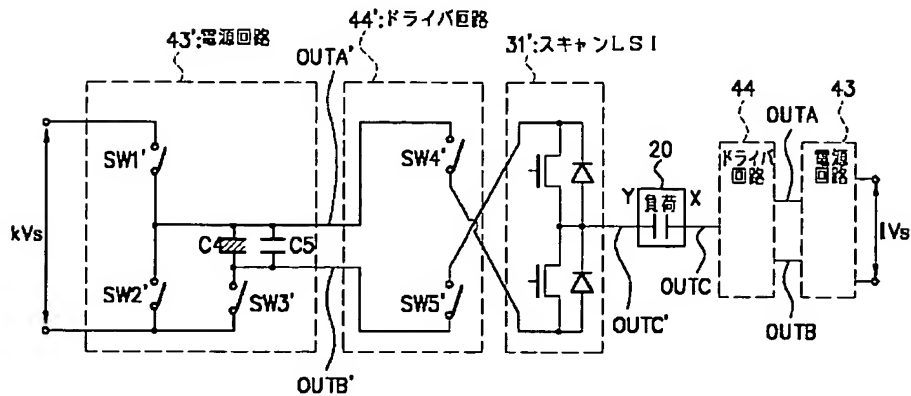 44':ドライバ回路
43':電源回路
OUTA'
31':スキャンLSI
44
OUTA
43
SW1'
SW4'
20
ドライバ
回路
電源
回路
Y
負荷
X
kVs
C4
C5
lVs
SW2'
SW3'
SW5'
OUTC
OUTC'
OUTB
OUTB'